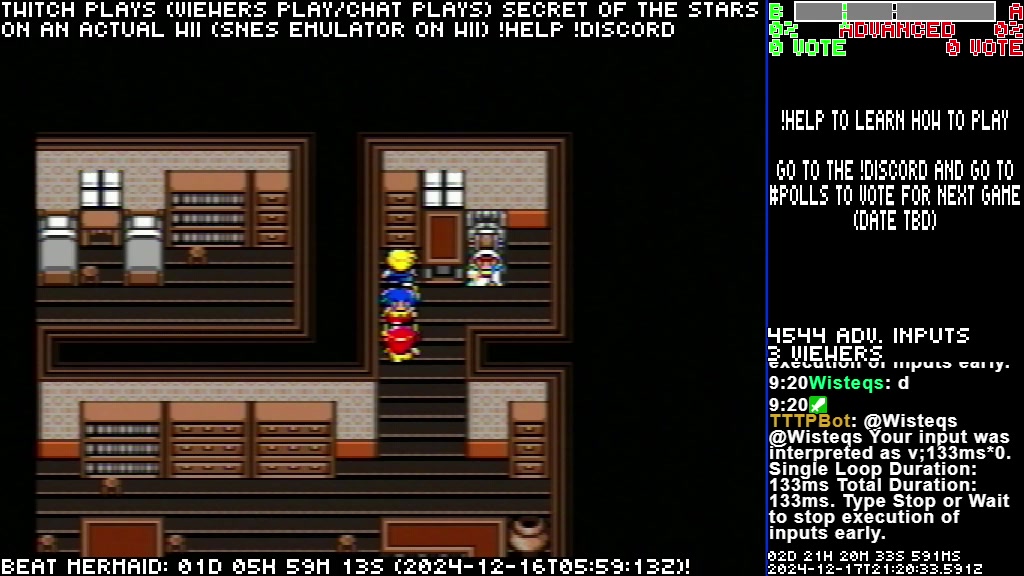 TWITCH PLAYS (VIEWERS PLAY/CHAT PLAYS) SECRET OF THE STARS
ON AN ACTUAL WII (SNES EMULATOR ON WII) !HELP !DISCORD
B A
0% ADVANCED 0%
0 VOTE 0 VOTE
!HELP TO LEARN HOW TO PLAY
GO TO THE !DISCORD AND GO TO
#POLLS TO VOTE FOR NEXT GAME
(DATE TBD)
4544 ADV. INPUTS
3 VIEWERS
execution of inputs early.
9:20Wisteqs: d
9:20
TTTPBot: @Wisteqs
@Wisteqs Your input was
interpreted as v;133ms*0.
Single Loop Duration:
133ms Total Duration:
133ms. Type Stop or Wait
to stop execution of
inputs early.
02D 21H 20M 33S 591MS
2024-12-17T21:20:33.591Z
BEAT MERMAID: 01D 05H 59M 13S (2024-12-16T05:59:13Z)!